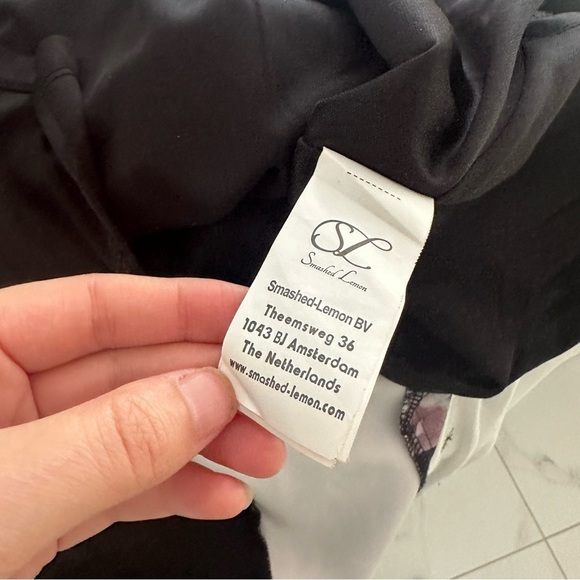 SL
Smashed Lemon
Smashed-Lemon BV
Theemsweg 36
1043 BJ Amsterdam
The Netherlands
www.smashed-lemon.com